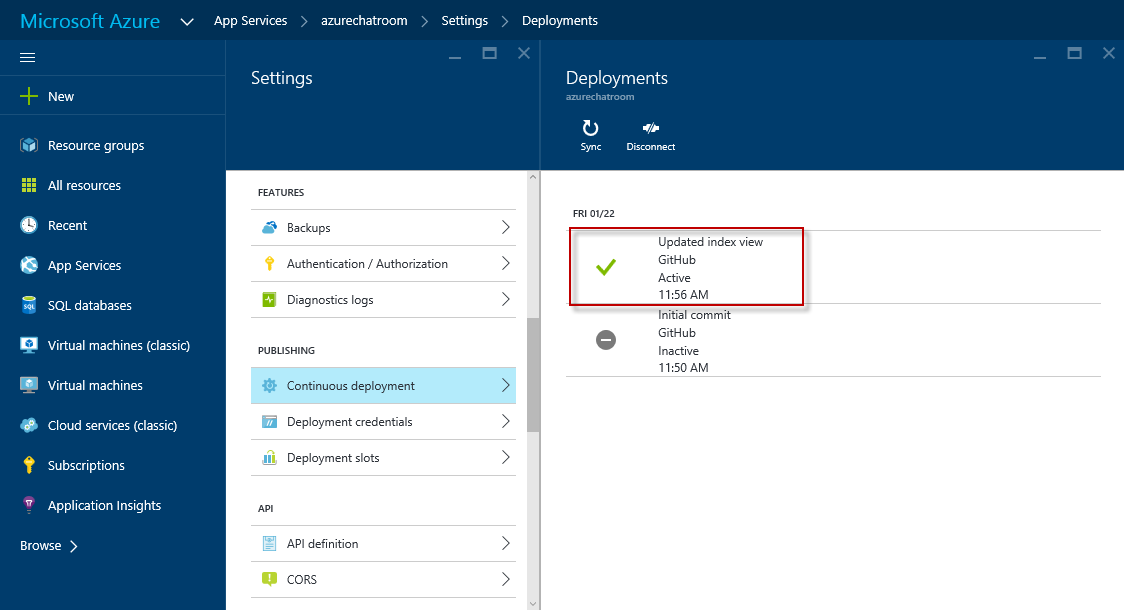 Microsoft Azure
App Services
azurechatroom
Settings
Deployments
New
Resource groups
All resources
Recent
App Services
SQL databases
Virtual machines (classic)
Virtual machines
Cloud services (classic)
Subscriptions
Application Insights
Browse
Settings
FEATURES
Backups
Authentication / Authorization
Diagnostics logs
PUBLISHING
Continuous deployment
Deployment credentials
Deployment slots
API
API definition
CORS
Deployments
azurechatroom
Sync
Disconnect
FRI 01/22
Updated index view
GitHub
Active
11:56 AM
Initial commit
GitHub
Inactive
11:50 AM